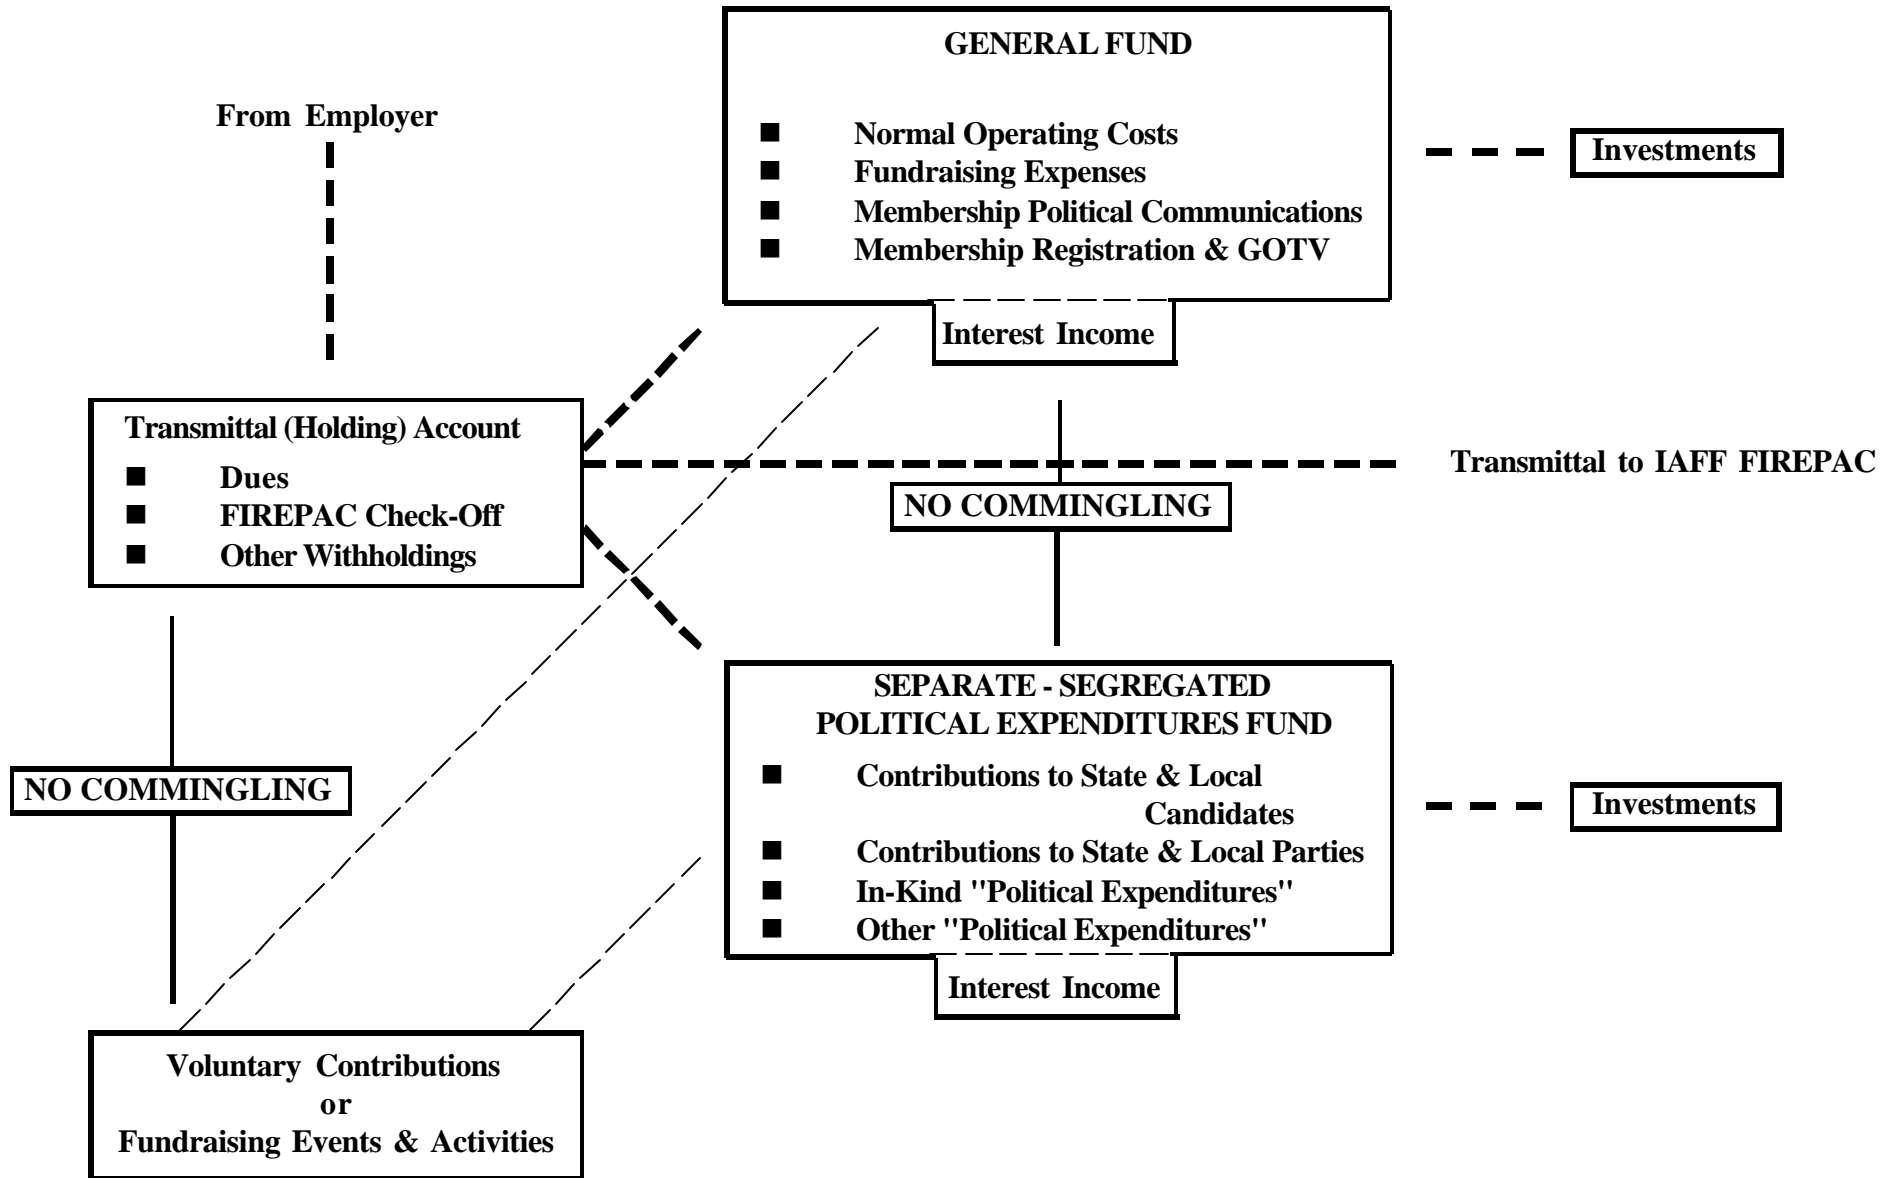 GENERAL FUND
From Employer
■ Normal Operating Costs
■ Fundraising Expenses
■ Membership Political Communications
■ Membership Registration & GOTV
Investments
Interest Income
Transmittal (Holding) Account
■ Dues
■ FIREPAC Check-Off
■ Other Withholdings
Transmittal to IAFF FIREPAC
NO COMMINGLING
SEPARATE - SEGREGATED
POLITICAL EXPENDITURES FUND
■ Contributions to State & Local
Candidates
■ Contributions to State & Local Parties
■ In-Kind "Political Expenditures"
■ Other "Political Expenditures"
Investments
Interest Income
NO COMMINGLING
Voluntary Contributions
or
Fundraising Events & Activities